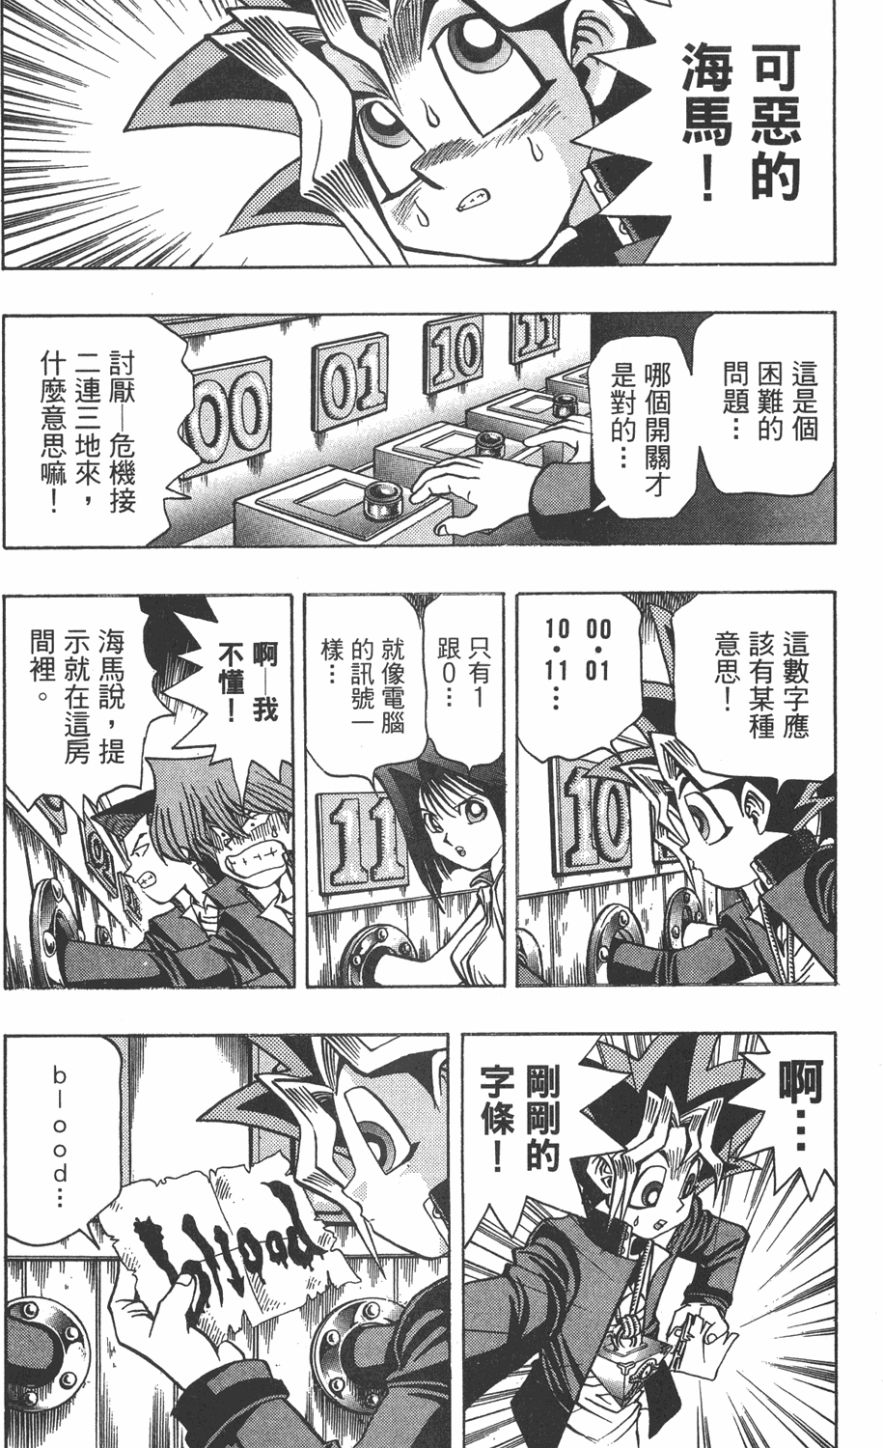 可惡的
海馬！
這是個
困難的
問題…
哪個開關才
是對的…
11
10
01
00
討厭—危機接
二連三地來，
什麼意思嘛！
這數字應
該有某種
意思！
00·01
10·11…
10
只有1
跟0…
就像電腦
的訊號一
樣…
11
啊—我
不懂！
海馬說，提
示就在這房
間裡。
啊…
剛剛的
字條！
blood
blood…